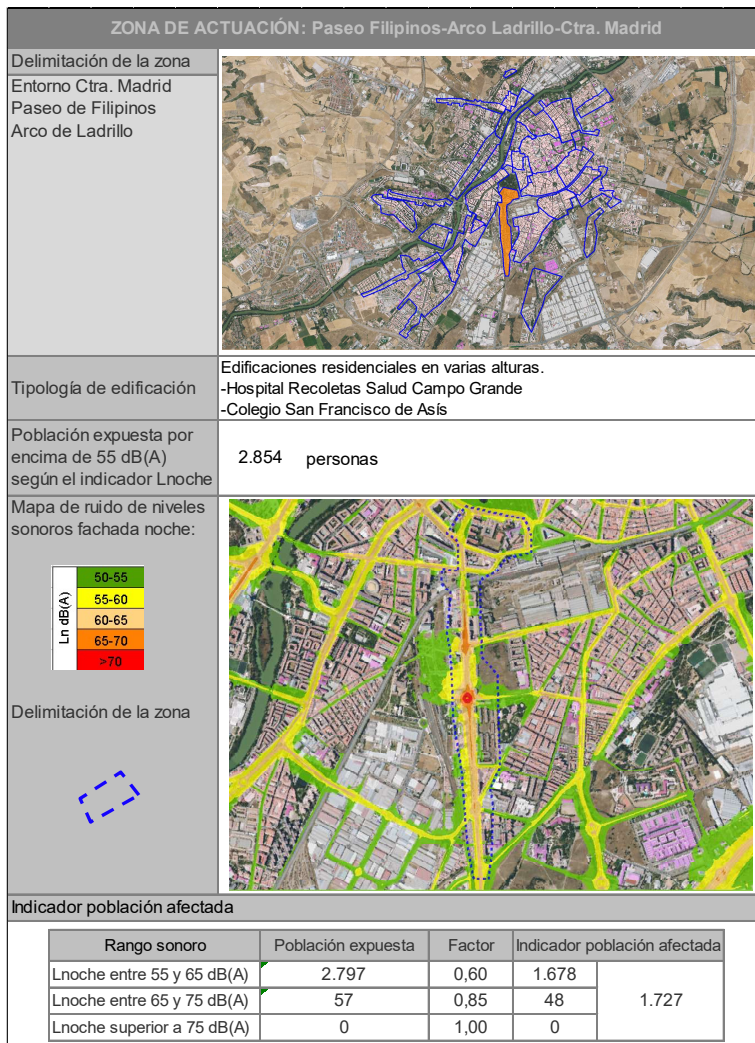 ZONA DE ACTUACIÓN: Paseo Filipinos-Arco Ladrillo-Ctra. Madrid
Delimitación de la zona
Entorno Ctra. Madrid
Paseo de Filipinos
Arco de Ladrillo
Tipología de edificación
Edificaciones residenciales en varias alturas.
-Hospital Recoletas Salud Campo Grande
-Colegio San Francisco de Asís
Población expuesta por
encima de 55 dB(A)
según el indicador Lnoche
2.854 personas
Mapa de ruido de niveles
sonoros fachada noche:
Ln dB(A)
50-55
55-60
60-65
65-70
>70
Delimitación de la zona
Indicador población afectada
Rango sonoro Población expuesta Factor Indicador población afectada
Lnoche entre 55 y 65 dB(A) 2.797 0,60 1.678
Lnoche entre 65 y 75 dB(A) 57 0,85 48 1.727
Lnoche superior a 75 dB(A) 0 1,00 0